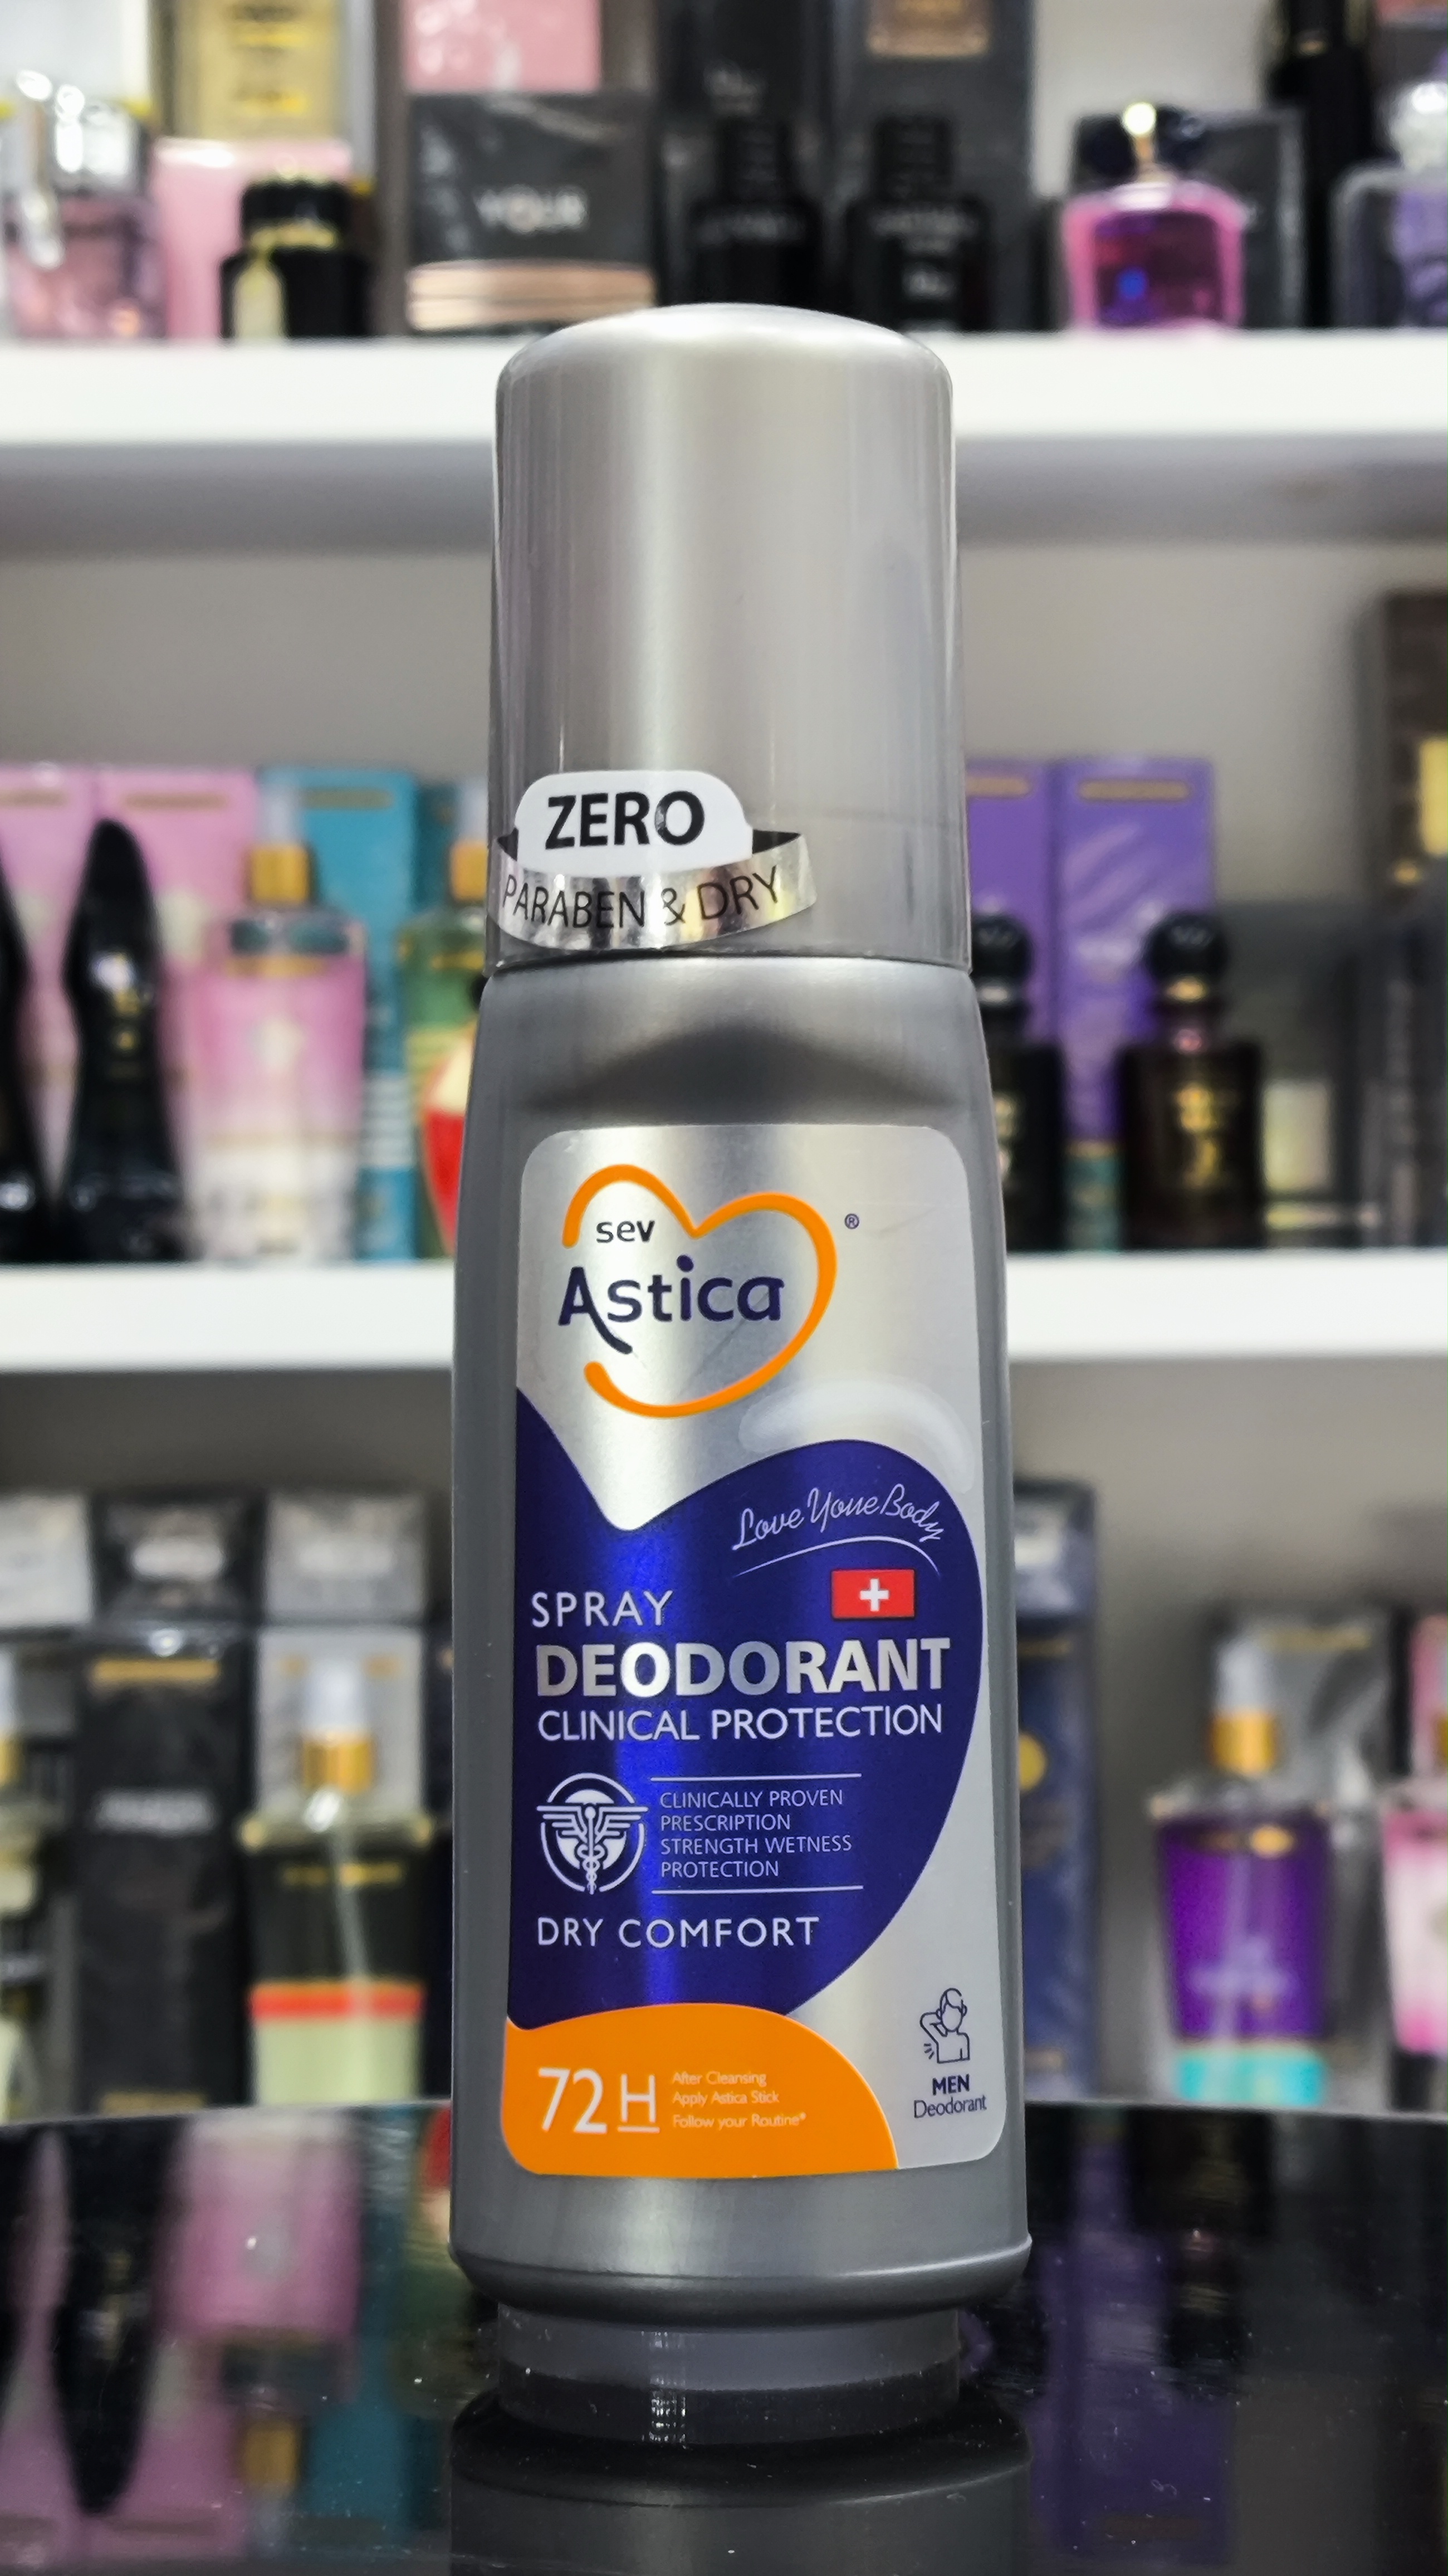 YOUR
ZERO
PARABEN & DRY
sev
Astica
®
Love Youe Body
SPRAY
DEODORANT
CLINICAL PROTECTION
CLINICALLY PROVEN
PRESCRIPTION
STRENGTH WETNESS
PROTECTION
DRY COMFORT
72 H
After Cleansing
Apply Astica Stick
Follow your Routine*
MEN
Deodorant